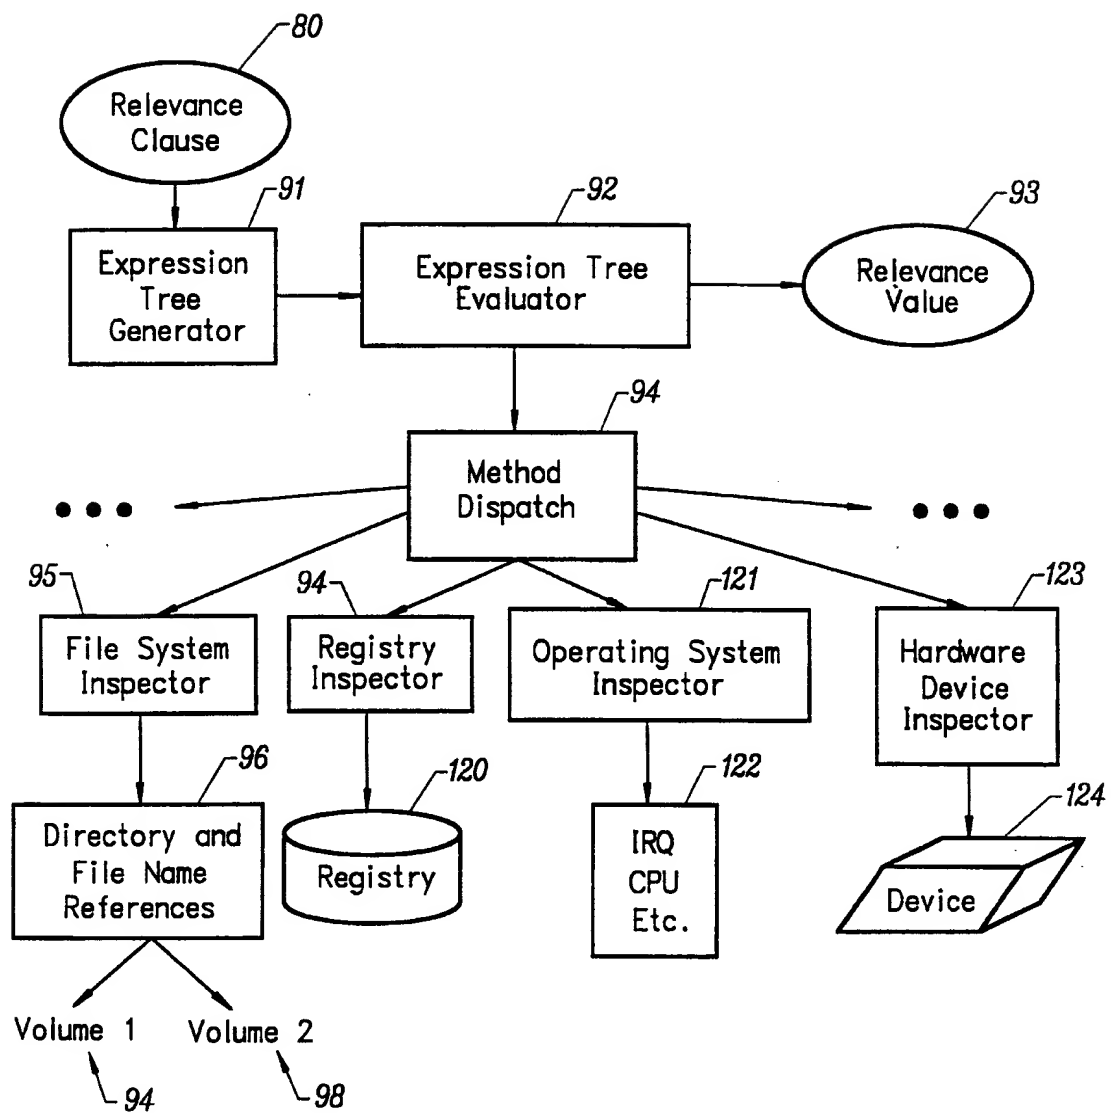 80
Relevance
Clause
91
92
93
Expression
Tree
Generator
Expression Tree
Evaluator
Relevance
Value
94
Method
Dispatch
95
94
121
123
File System
Inspector
Registry
Inspector
Operating System
Inspector
Hardware
Device
Inspector
96
120
122
124
Directory and
File Name
References
Registry
IRQ
CPU
Etc.
Device
Volume 1
Volume 2
94
98